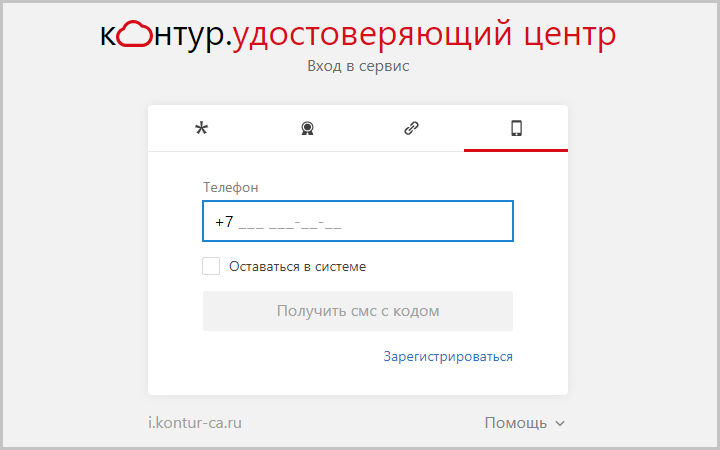 контур.удостоверяющий центр
Вход в сервис
Телефон
+7 ___ ___-__-__
Оставаться в системе
Получить смс с кодом
Зарегистрироваться
i.kontur-ca.ru
Помощь